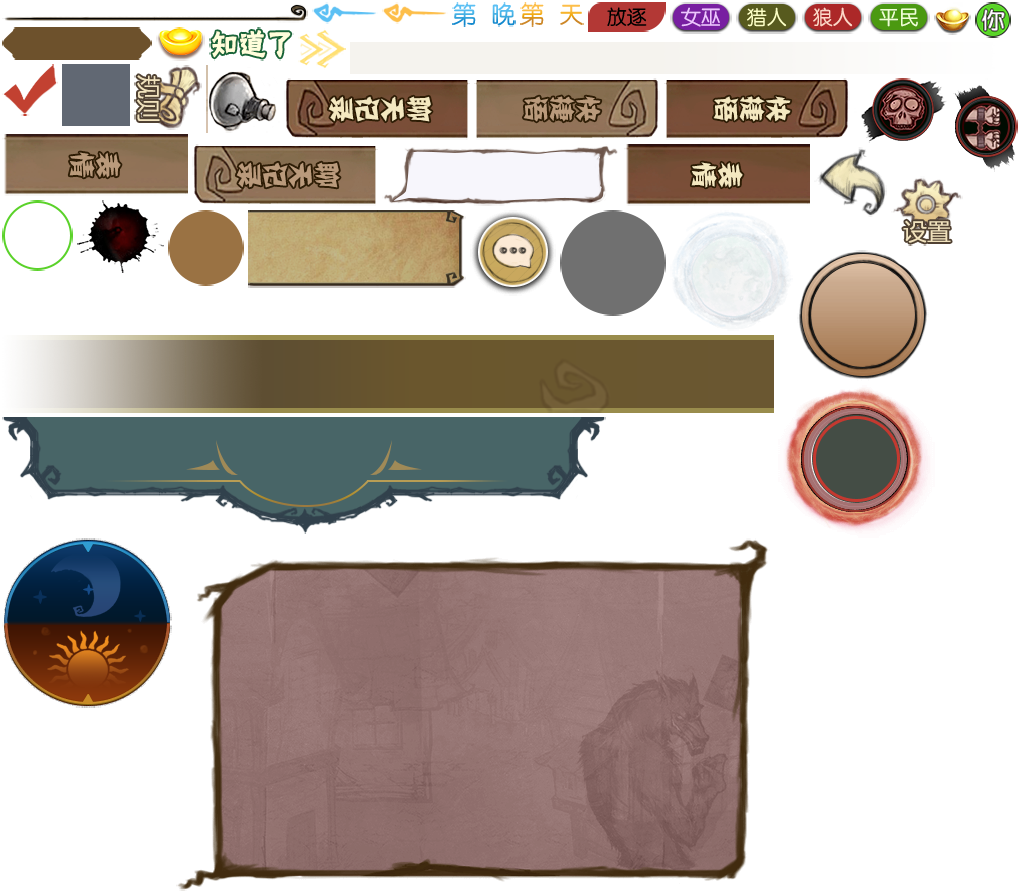 第 晚 第 天 放逐 女巫 猎人 狼人 平民 你
知道了
规则
聊天记录 快捷语 快捷语
表情 聊天记录 表情
设置